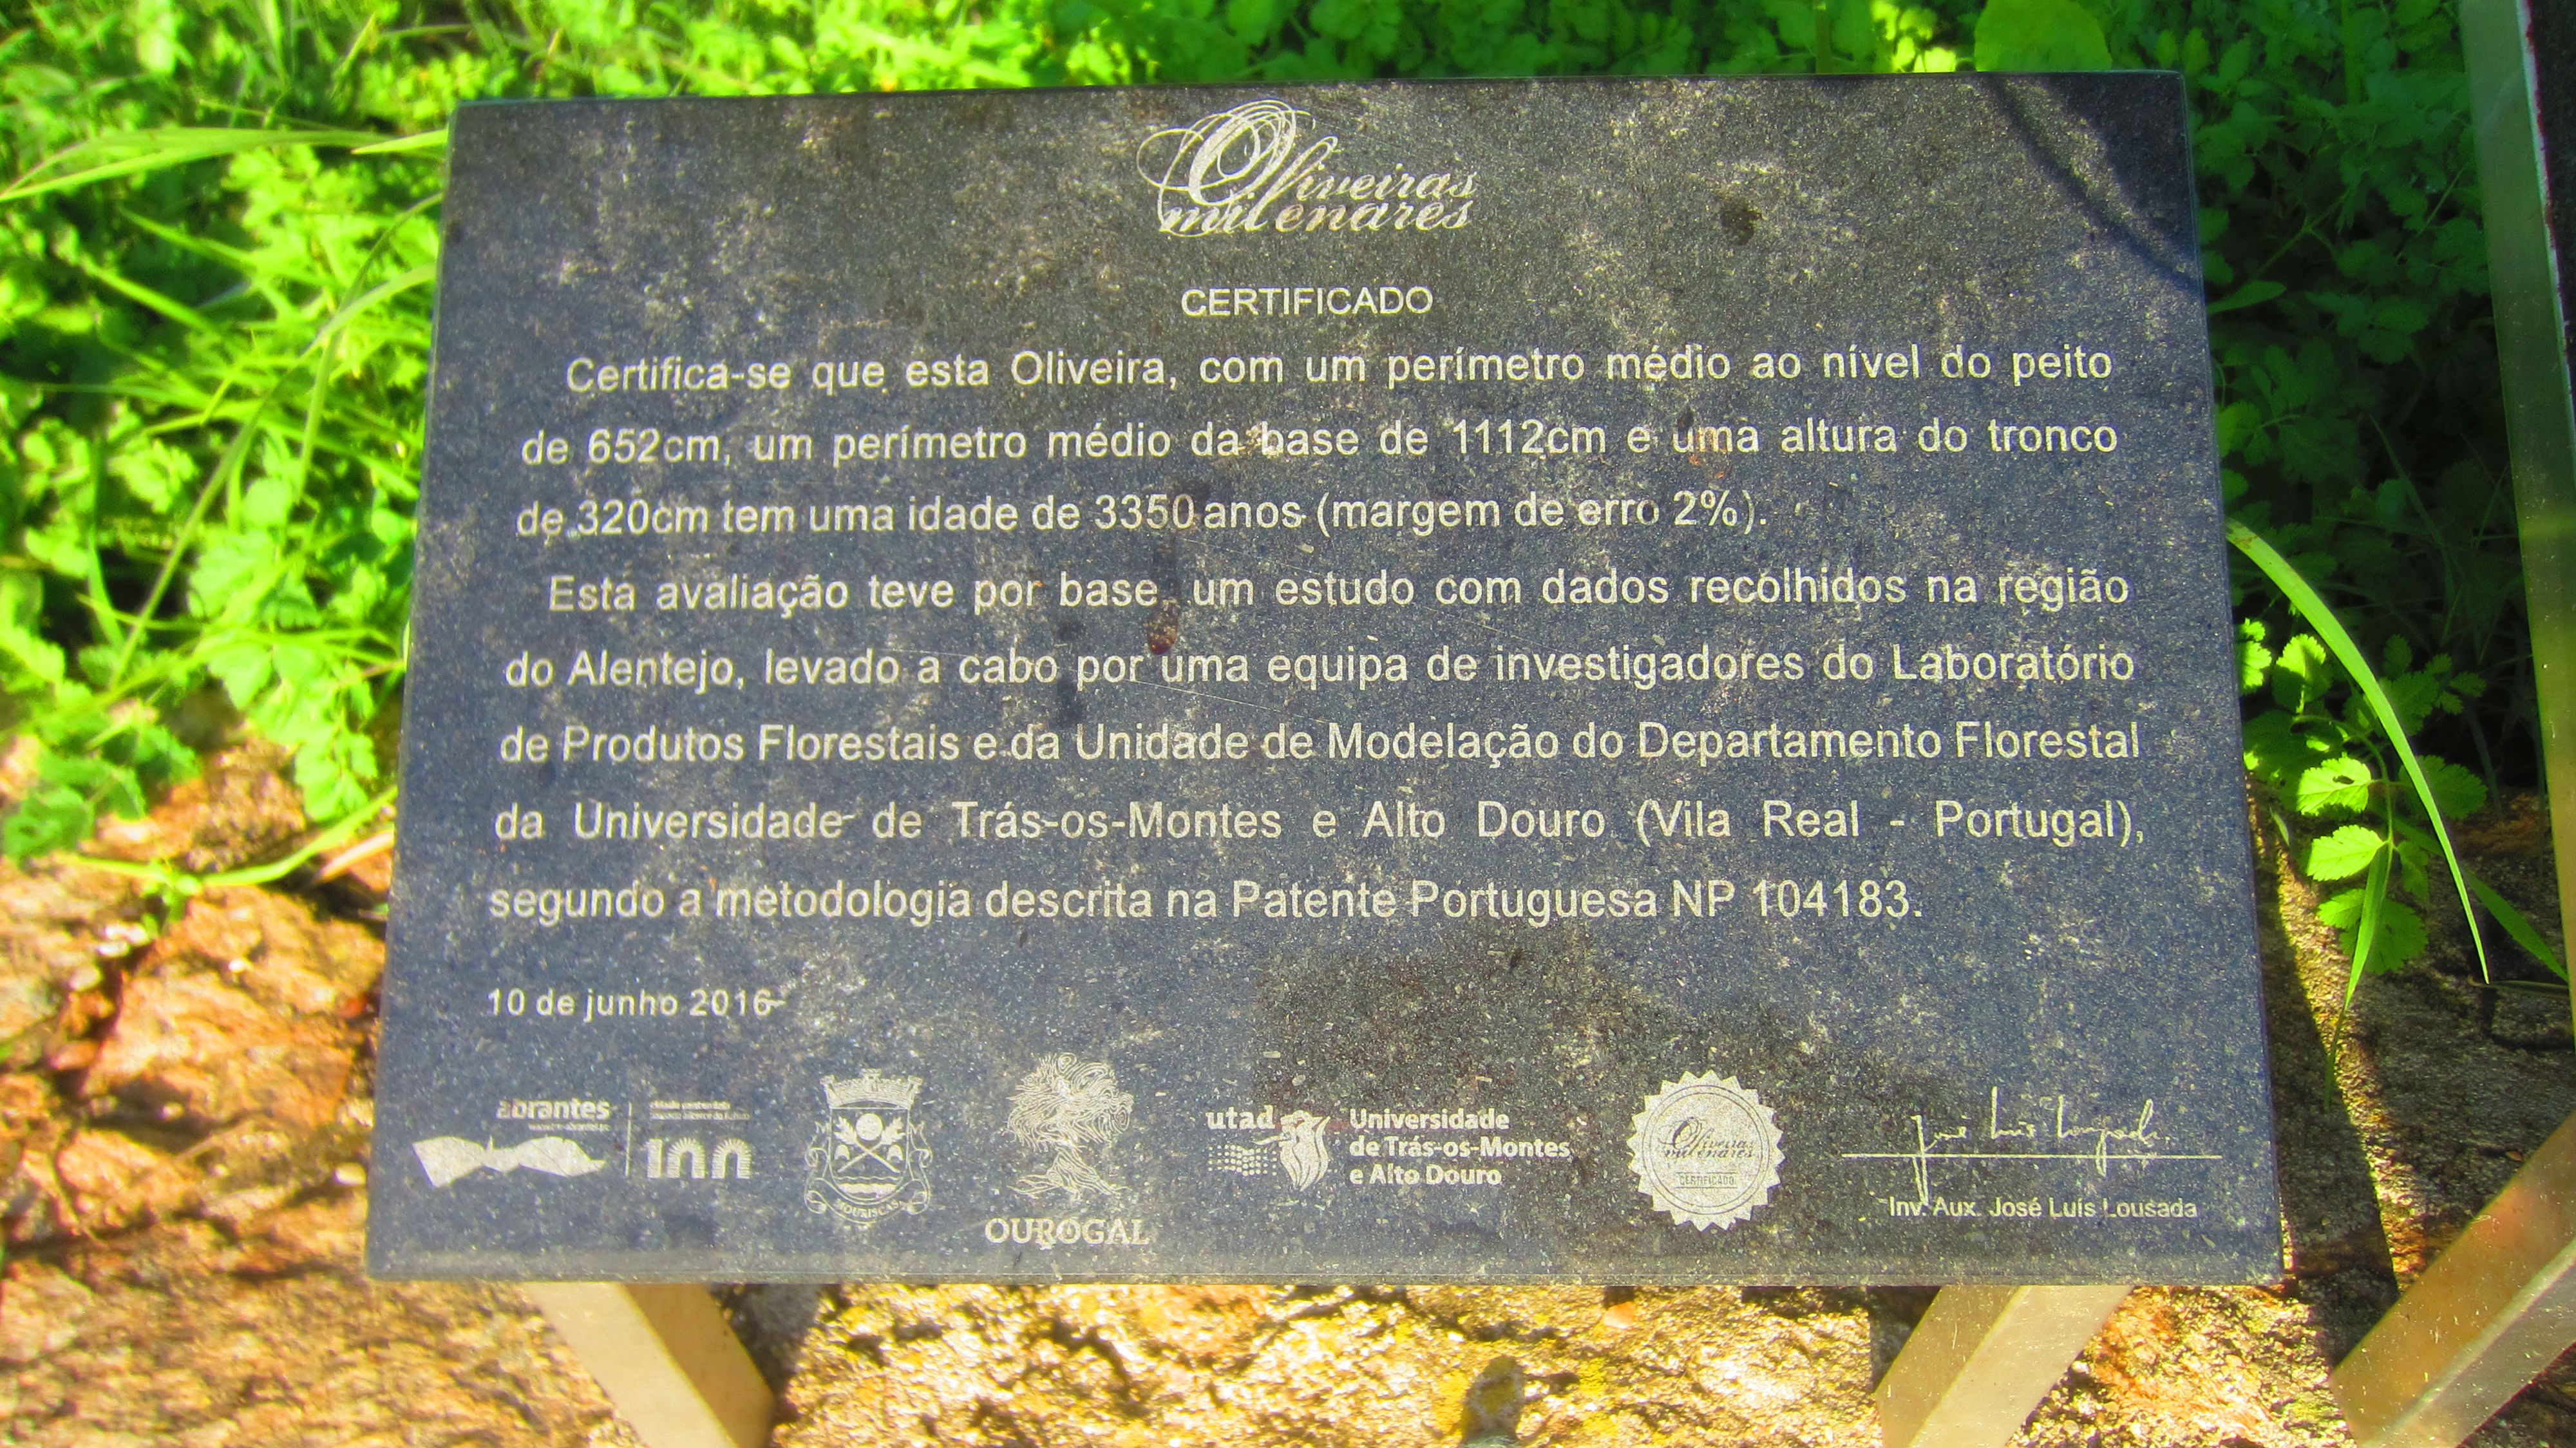 Oliveiras
milenares
CERTIFICADO
Certifica-se que esta Oliveira, com um perímetro médio ao nível do peito
de 652cm, um perímetro médio da base de 1112cm e uma altura do tronco
de 320cm tem uma idade de 3350 anos (margem de erro 2%).
Esta avaliação teve por base um estudo com dados recolhidos na região
do Alentejo, levado a cabo por uma equipa de investigadores do Laboratório
de Produtos Florestais e da Unidade de Modelação do Departamento Florestal
da Universidade de Trás-os-Montes e Alto Douro (Vila Real - Portugal),
segundo a metodologia descrita na Patente Portuguesa NP 104183.
10 de junho 2016
abrantes
MOURISCAS
OUROGAL
utad
Universidade
de Trás-os-Montes
e Alto Douro
Oliveiras
milenares
CERTIFICADO
Inv. Aux. José Luís Lousada